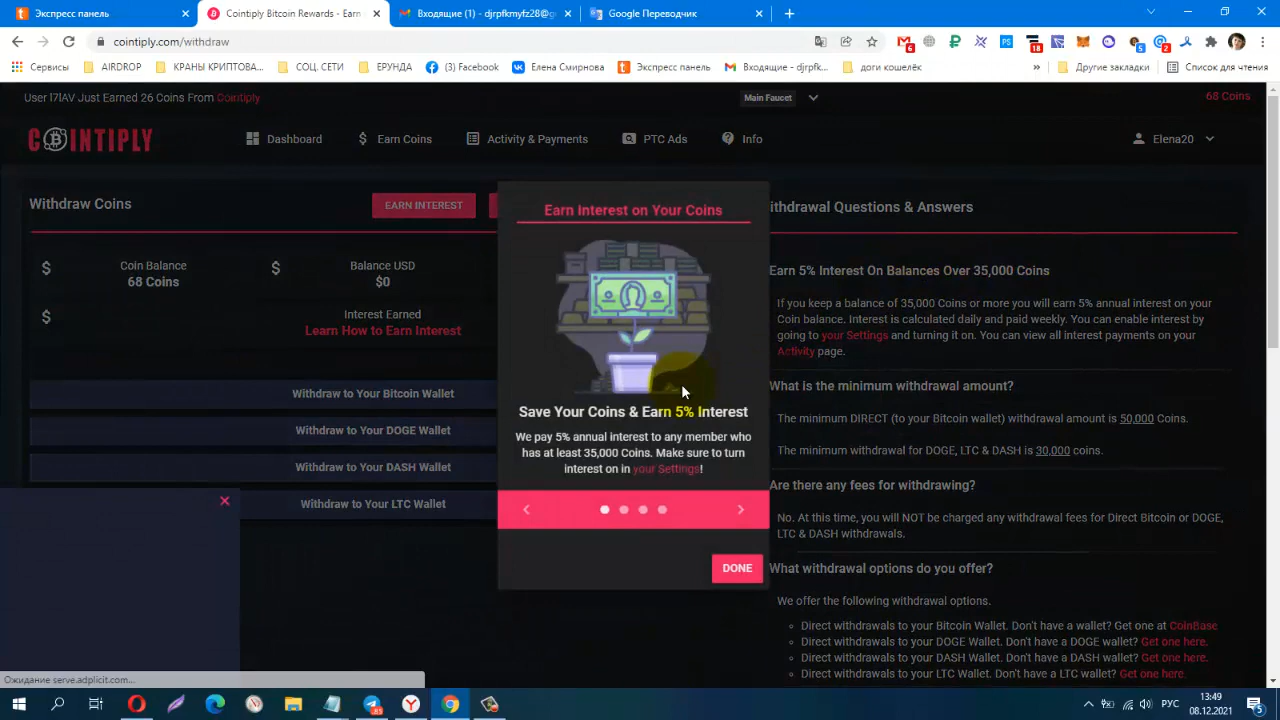 Экспресс панель
Cointiply Bitcoin Rewards - Earn
Входящие (1) - djrpfkmyfz28@gm
Google Переводчик
cointiply.com/withdraw
6
18
5
2
Сервисы
AIRDROP
КРАНЫ КРИПТОВА...
СОЦ. СЕТИ
ЕРУНДА
(3) Facebook
Елена Смирнова
Экспресс панель
Входящие - djrpfk...
доги кошелёк
»
Другие закладки
Список для чтения
User I7IAV Just Earned 26 Coins From Cointiply
Main Faucet
68 Coins
COINTIPLY
Dashboard
Earn Coins
Activity & Payments
PTC Ads
Info
Elena20
Withdraw Coins
EARN INTEREST
Coin Balance
68 Coins
Balance USD
$0
Interest Earned
Learn How to Earn Interest
Withdraw to Your Bitcoin Wallet
Withdraw to Your DOGE Wallet
Withdraw to Your DASH Wallet
Withdraw to Your LTC Wallet
Earn Interest on Your Coins
Save Your Coins & Earn 5% Interest
We pay 5% annual interest to any member who
has at least 35,000 Coins. Make sure to turn
interest on in your Settings!
DONE
ithdrawal Questions & Answers
Earn 5% Interest On Balances Over 35,000 Coins
If you keep a balance of 35,000 Coins or more you will earn 5% annual interest on your
Coin balance. Interest is calculated daily and paid weekly. You can enable interest by
going to your Settings and turning it on. You can view all interest payments on your
Activity page.
What is the minimum withdrawal amount?
The minimum DIRECT (to your Bitcoin wallet) withdrawal amount is 50,000 Coins.
The minimum withdrawal for DOGE, LTC & DASH is 30,000 coins.
Are there any fees for withdrawing?
No. At this time, you will NOT be charged any withdrawal fees for Direct Bitcoin or DOGE,
LTC & DASH withdrawals.
What withdrawal options do you offer?
We offer the following withdrawal options.
Direct withdrawals to your Bitcoin Wallet. Don't have a wallet? Get one at CoinBase
Direct withdrawals to your DOGE Wallet. Don't have a DOGE wallet? Get one here.
Direct withdrawals to your DASH Wallet. Don't have a DASH wallet? Get one here.
Direct withdrawals to your LTC Wallet. Don't have a LTC wallet? Get one here.
Ожидание serve.adplicit.com...
РУС
13:49
08.12.2021
5